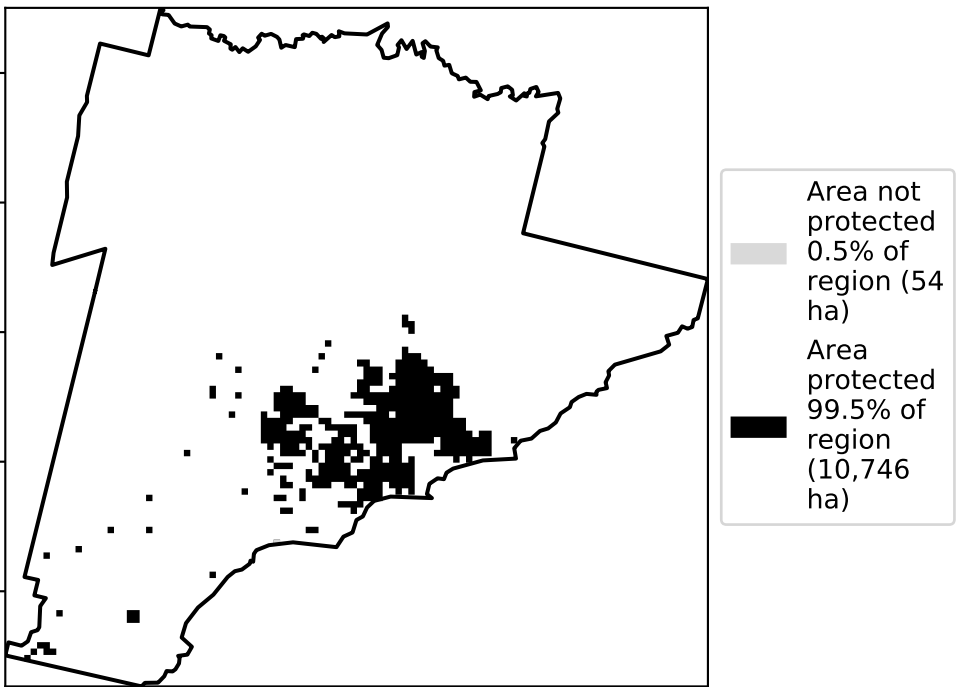 Area not
protected
0.5% of
region (54
ha)
Area
protected
99.5% of
region
(10,746
ha)